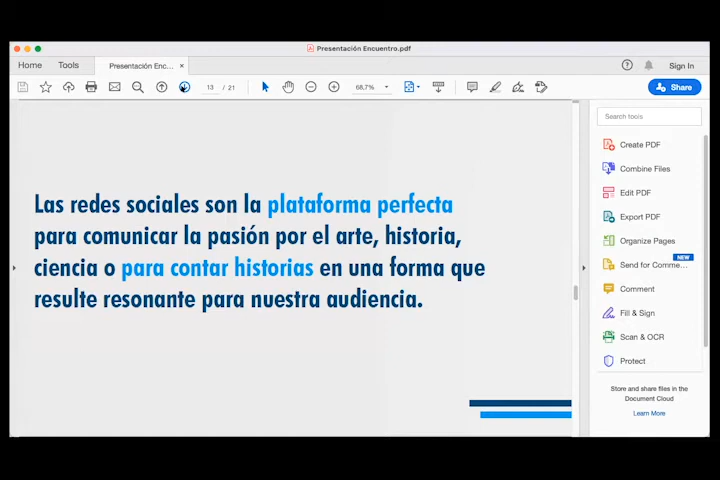 Presentación Encuentro.pdf
Home Tools Presentación Enc... × Sign In
13 / 21 68,7% Share
Search tools
Las redes sociales son la plataforma perfecta
para comunicar la pasión por el arte, historia,
ciencia o para contar historias en una forma que
resulte resonante para nuestra audiencia.
Create PDF
Combine Files
Edit PDF
Export PDF
Organize Pages
NEW
Send for Comme...
Comment
Fill & Sign
Scan & OCR
Protect
Store and share files in the
Document Cloud
Learn More